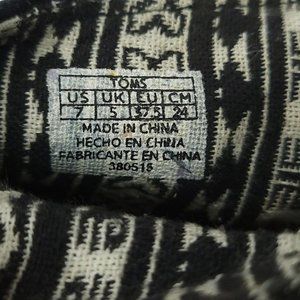 TOMS
US UK EU CM
7 5 37.5 24
MADE IN CHINA
HECHO EN CHINA
FABRICANTE EN CHINA
380515